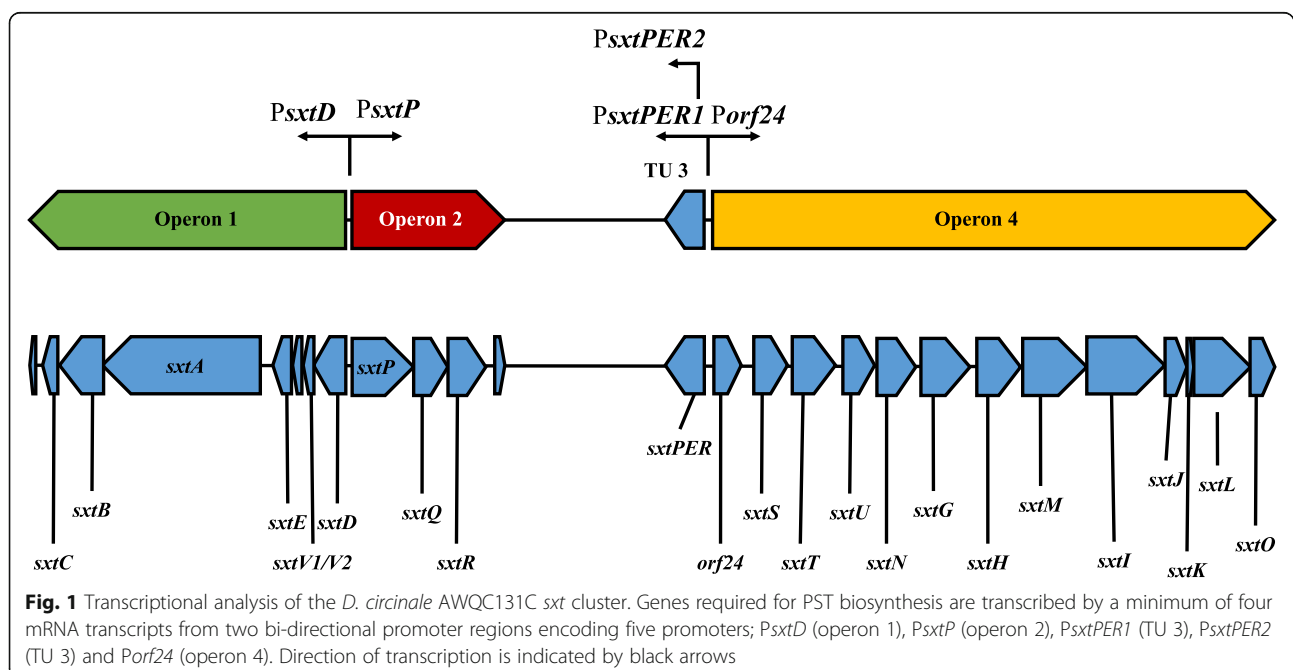 PsxtPER2
PsxtD PsxtP PsxtPER1 Porf24
TU 3
Operon 1 Operon 2 Operon 4
sxtA sxtP
sxtPER
sxtJ sxtL
sxtB sxtE sxtD sxtQ sxtS sxtU sxtG sxtM sxtO
sxtC sxtV1/V2 sxtR orf24 sxtT sxtN sxtH sxtI sxtK
Fig. 1 Transcriptional analysis of the D. circinale AWQC131C sxt cluster. Genes required for PST biosynthesis are transcribed by a minimum of four
mRNA transcripts from two bi-directional promoter regions encoding five promoters; PsxtD (operon 1), PsxtP (operon 2), PsxtPER1 (TU 3), PsxtPER2
(TU 3) and Porf24 (operon 4). Direction of transcription is indicated by black arrows